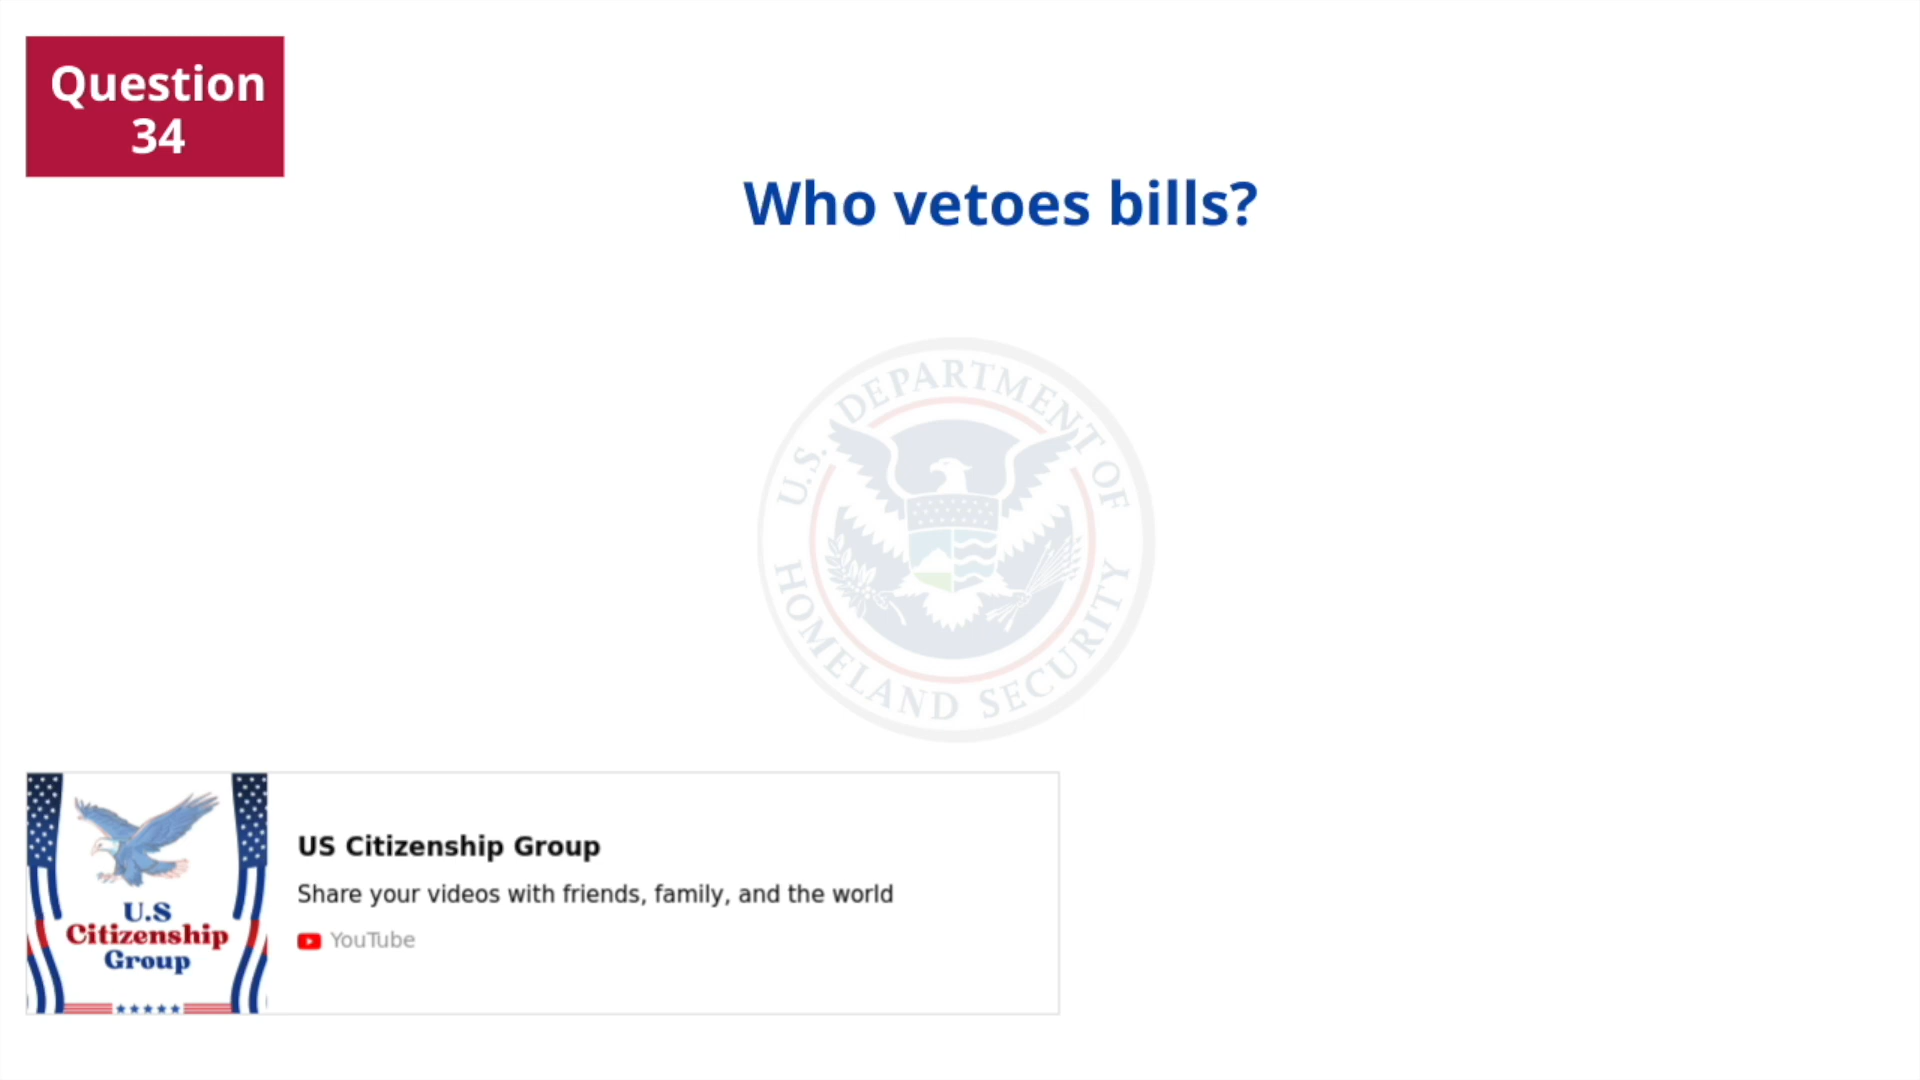 Question
34
Who vetoes bills?
U.S. DEPARTMENT OF
HOMELAND SECURITY
US Citizenship Group
Share your videos with friends, family, and the world
YouTube
U.S
Citizenship
Group